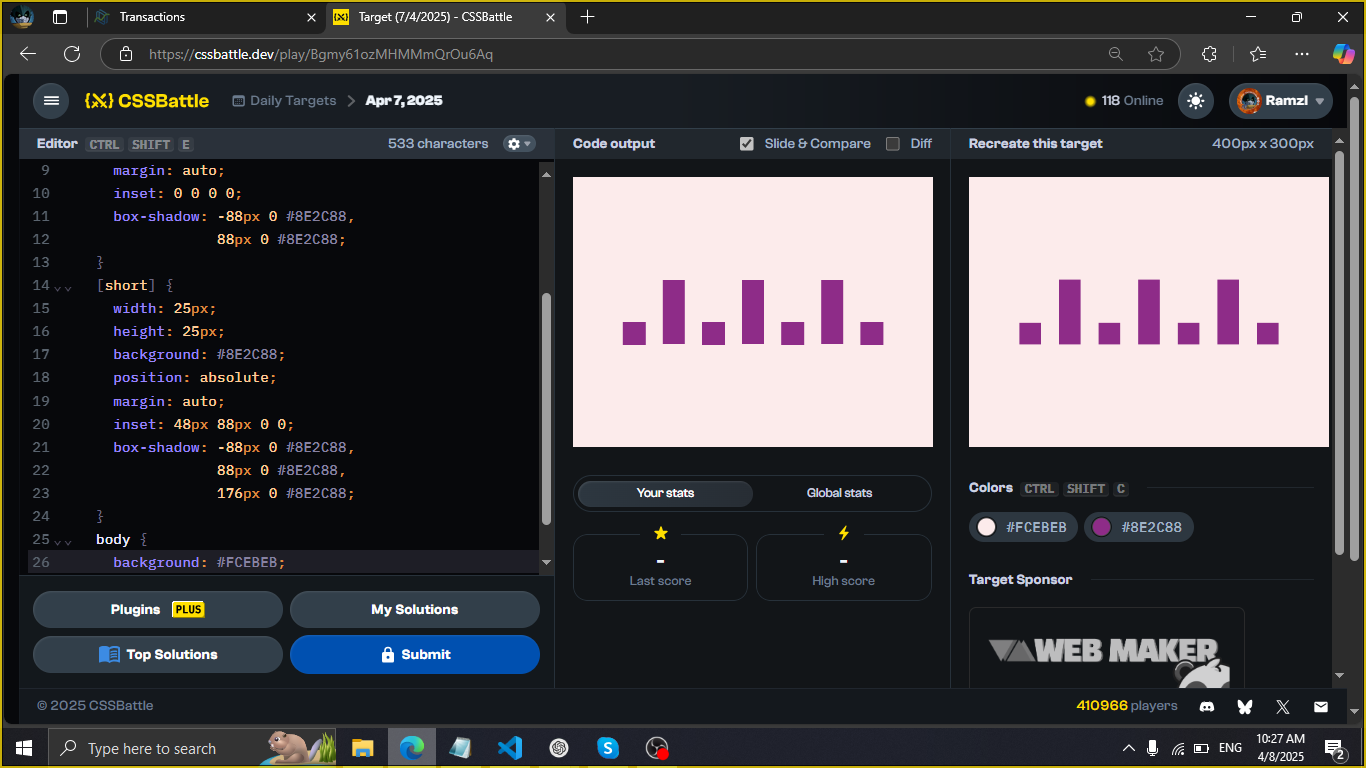 Transactions
Target (7/4/2025) - CSSBattle
https://cssbattle.dev/play/Bgmy61ozMHMMmQrOu6Aq
{X} CSSBattle
Daily Targets > Apr 7, 2025
118 Online
Ramzl
Editor CTRL SHIFT E
533 characters
Code output
Slide & Compare
Diff
Recreate this target
400px x 300px
9 margin: auto;
10 inset: 0 0 0 0;
11 box-shadow: -88px 0 #8E2C88,
12 88px 0 #8E2C88;
13 }
14 [short] {
15 width: 25px;
16 height: 25px;
17 background: #8E2C88;
18 position: absolute;
19 margin: auto;
20 inset: 48px 88px 0 0;
21 box-shadow: -88px 0 #8E2C88,
22 88px 0 #8E2C88,
23 176px 0 #8E2C88;
24 }
25 body {
26 background: #FCEBEB;
Plugins PLUS
My Solutions
Top Solutions
Submit
Your stats
Global stats
-
Last score
-
High score
Colors CTRL SHIFT C
#FCEBEB
#8E2C88
Target Sponsor
WEB MAKER
© 2025 CSSBattle
410966 players
Type here to search
ENG
10:27 AM
4/8/2025
2